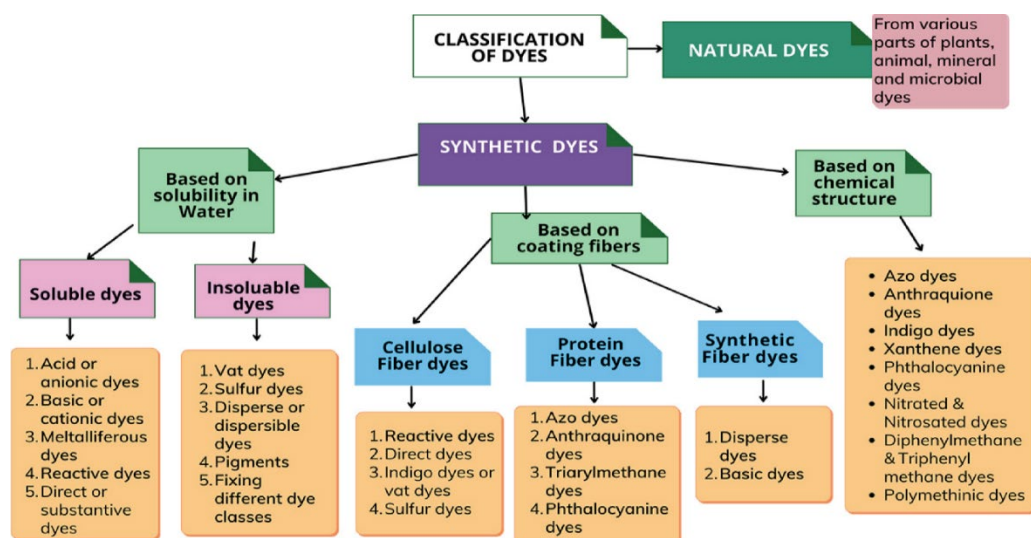 CLASSIFICATION
OF DYES
NATURAL DYES
From various
parts of plants,
animal, mineral
and microbial
dyes
SYNTHETIC DYES
Based on
solubility in
Water
Based on
coating fibers
Based on
chemical
structure
Soluble dyes
Insoluable
dyes
Cellulose
Fiber dyes
Protein
Fiber dyes
Synthetic
Fiber dyes
1. Acid or
anionic dyes
2. Basic or
cationic dyes
3. Meltalliferous
dyes
4. Reactive dyes
5. Direct or
substantive
dyes
1. Vat dyes
2. Sulfur dyes
3. Disperse or
dispersible
dyes
4. Pigments
5. Fixing
different dye
classes
1. Reactive dyes
2. Direct dyes
3. Indigo dyes or
vat dyes
4. Sulfur dyes
1. Azo dyes
2. Anthraquinone
dyes
3. Triarylmethane
dyes
4. Phthalocyanine
dyes
1. Disperse
dyes
2. Basic dyes
• Azo dyes
• Anthraquione
dyes
• Indigo dyes
• Xanthene dyes
• Phthalocyanine
dyes
• Nitrated &
Nitrosated dyes
• Diphenylmethane
& Triphenyl
methane dyes
• Polymethinic dyes